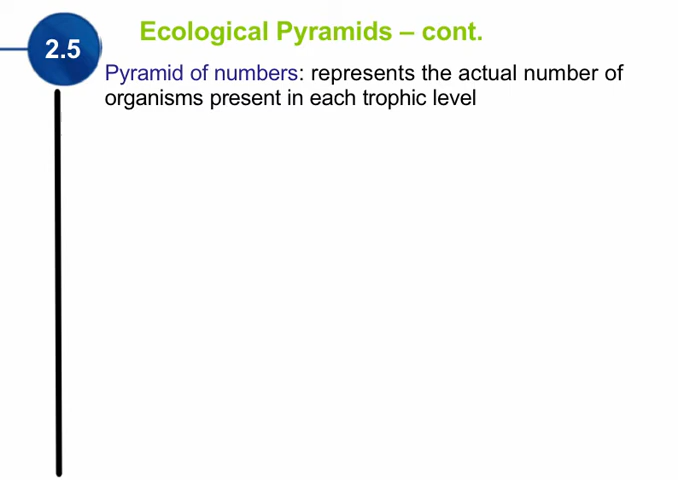 2.5
Ecological Pyramids – cont.
Pyramid of numbers: represents the actual number of
organisms present in each trophic level